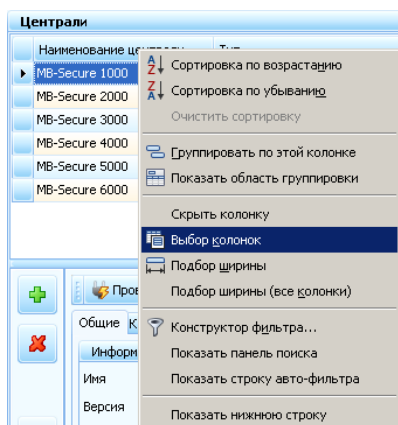 Централи
Наименование централи Тип
MB-Secure 1000
MB-Secure 2000
MB-Secure 3000
MB-Secure 4000
MB-Secure 5000
MB-Secure 6000
Сортировка по возрастанию
Сортировка по убыванию
Очистить сортировку
Группировать по этой колонке
Показать область группировки
Скрыть колонку
Выбор колонок
Подбор ширины
Подбор ширины (все колонки)
Конструктор фильтра...
Показать панель поиска
Показать строку авто-фильтра
Показать нижнюю строку
Общие
Имя
Версия